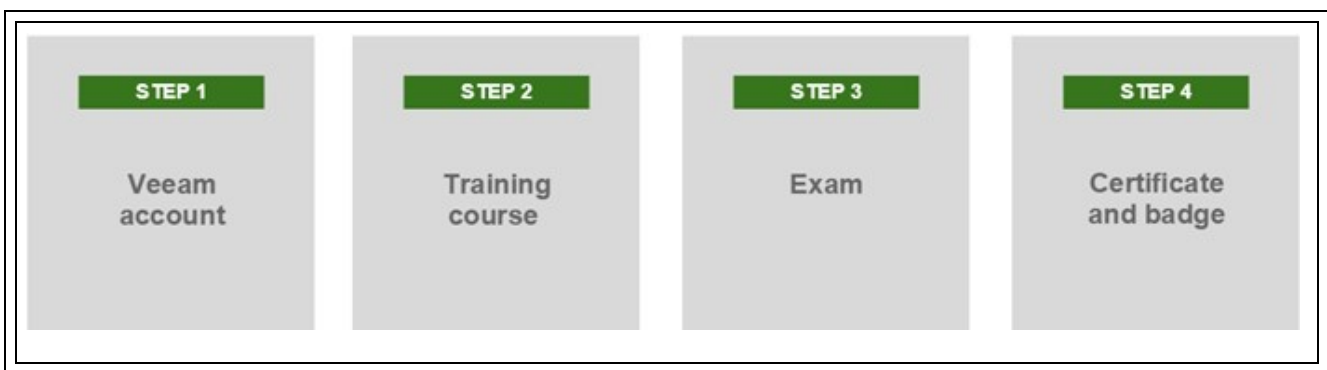 STEP 1
Veeam
account
STEP 2
Training
course
STEP 3
Exam
STEP 4
Certificate
and badge